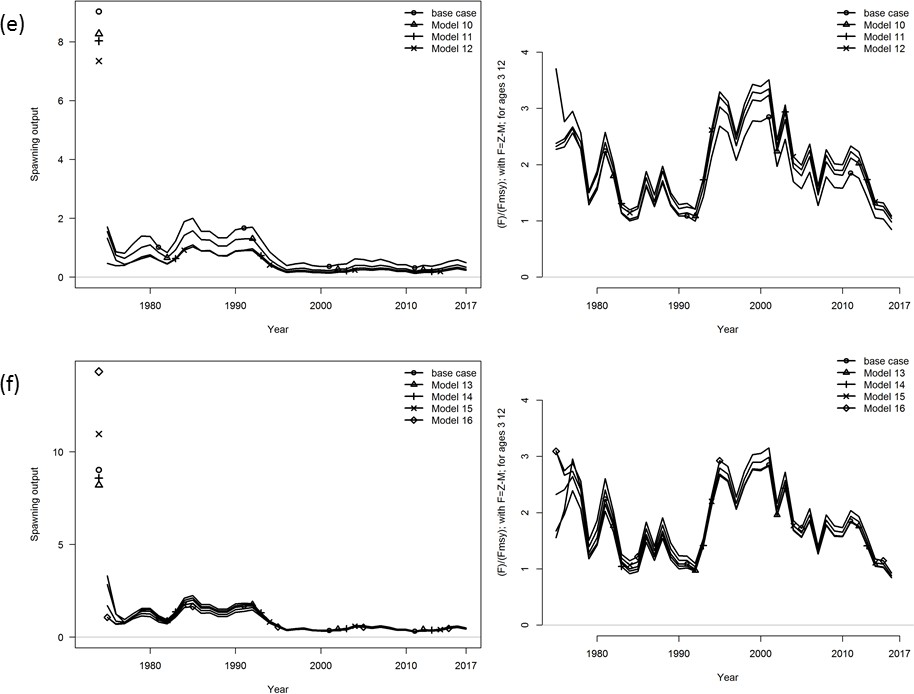 (e)
Spawning output
8
6
4
2
0
base case
Model 10
Model 11
Model 12
1980
1990
2000
2010
2017
Year
(F)/(Fmsy); with F=Z-M; for ages 3 12
4
3
2
1
0
base case
Model 10
Model 11
Model 12
1980
1990
2000
2010
2017
Year
(f)
Spawning output
10
5
0
base case
Model 13
Model 14
Model 15
Model 16
1980
1990
2000
2010
2017
Year
(F)/(Fmsy); with F=Z-M; for ages 3 12
4
3
2
1
0
base case
Model 13
Model 14
Model 15
Model 16
1980
1990
2000
2010
2017
Year